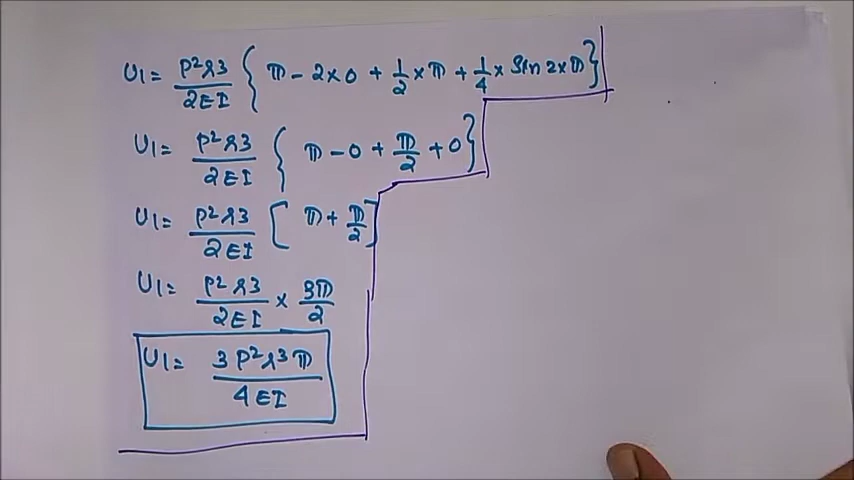 U1= P²r3/2EI { π - 2×0 + 1/2×π + 1/4× Sin 2×π }
U1= P²r3/2EI { π - 0 + π/2 + 0 }
U1= P²r3/2EI [ π + π/2 ]
U1= P²r3/2EI × 3π/2
U1= 3P²r³π/4EI